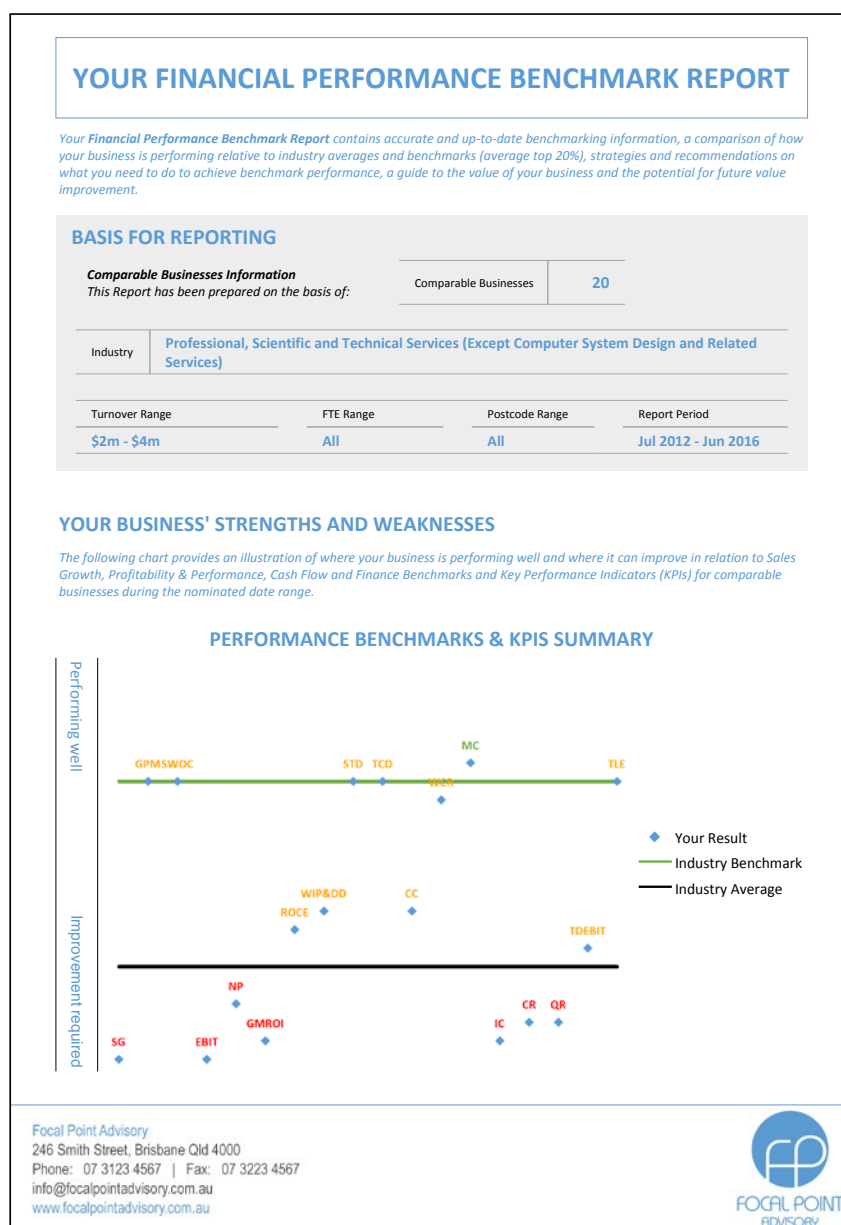 YOUR FINANCIAL PERFORMANCE BENCHMARK REPORT
Your Financial Performance Benchmark Report contains accurate and up-to-date benchmarking information, a comparison of how
your business is performing relative to industry averages and benchmarks (average top 20%), strategies and recommendations on
what you need to do to achieve benchmark performance, a guide to the value of your business and the potential for future value
improvement.
BASIS FOR REPORTING
Comparable Businesses Information
This Report has been prepared on the basis of:
Comparable Businesses 20
Industry
Professional, Scientific and Technical Services (Except Computer System Design and Related
Services)
Turnover Range FTE Range Postcode Range Report Period
$2m - $4m All All Jul 2012 - Jun 2016
YOUR BUSINESS' STRENGTHS AND WEAKNESSES
The following chart provides an illustration of where your business is performing well and where it can improve in relation to Sales
Growth, Profitability & Performance, Cash Flow and Finance Benchmarks and Key Performance Indicators (KPIs) for comparable
businesses during the nominated date range.
PERFORMANCE BENCHMARKS & KPIS SUMMARY
Performing well
MC
GPM SWOC STD TCD TLE
WCR
Your Result
Industry Benchmark
Industry Average
WIP&DD CC
ROCE
TDEBIT
Improvement required
NP
CR QR
GMROI IC
SG EBIT
Focal Point Advisory
246 Smith Street, Brisbane Qld 4000
Phone: 07 3123 4567 | Fax: 07 3223 4567
info@focalpointadvisory.com.au
www.focalpointadvisory.com.au
FP
FOCAL POINT
ADVISORY